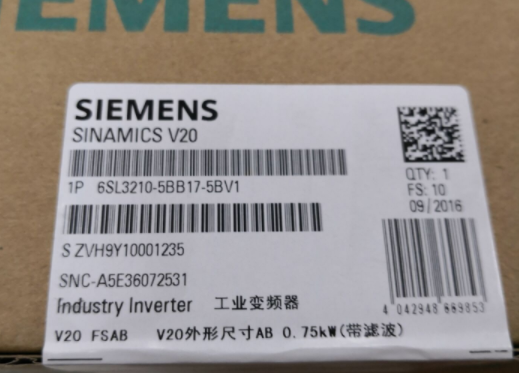 SIEMENS
SIEMENS
SINAMICS V20
1P 6SL3210-5BB17-5BV1
S ZVH9Y10001235
SNC-A5E36072531
Industry Inverter 工业变频器
V20 FSAB V20外形尺寸AB 0.75kW(带滤波)
QTY: 1
FS: 10
09/2016
4 042948 669853